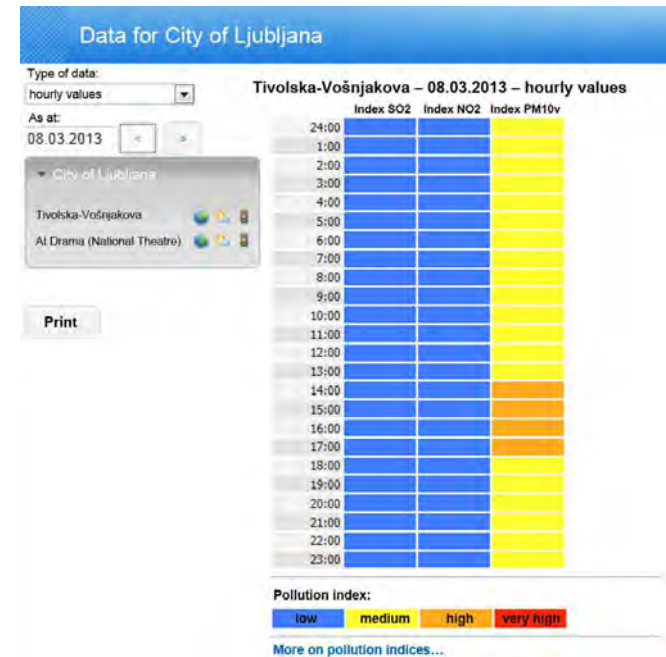 Data for City of Ljubljana
Type of data:
hourly values
As at:
08.03.2013
< >
City of Ljubljana
Tivolska-Vošnjakova
At Drama (National Theatre)
Print
Tivolska-Vošnjakova – 08.03.2013 – hourly values
Index SO2 Index NO2 Index PM10v
24:00
1:00
2:00
3:00
4:00
5:00
6:00
7:00
8:00
9:00
10:00
11:00
12:00
13:00
14:00
15:00
16:00
17:00
18:00
19:00
20:00
21:00
22:00
23:00
Pollution index:
low medium high very high
More on pollution indices...